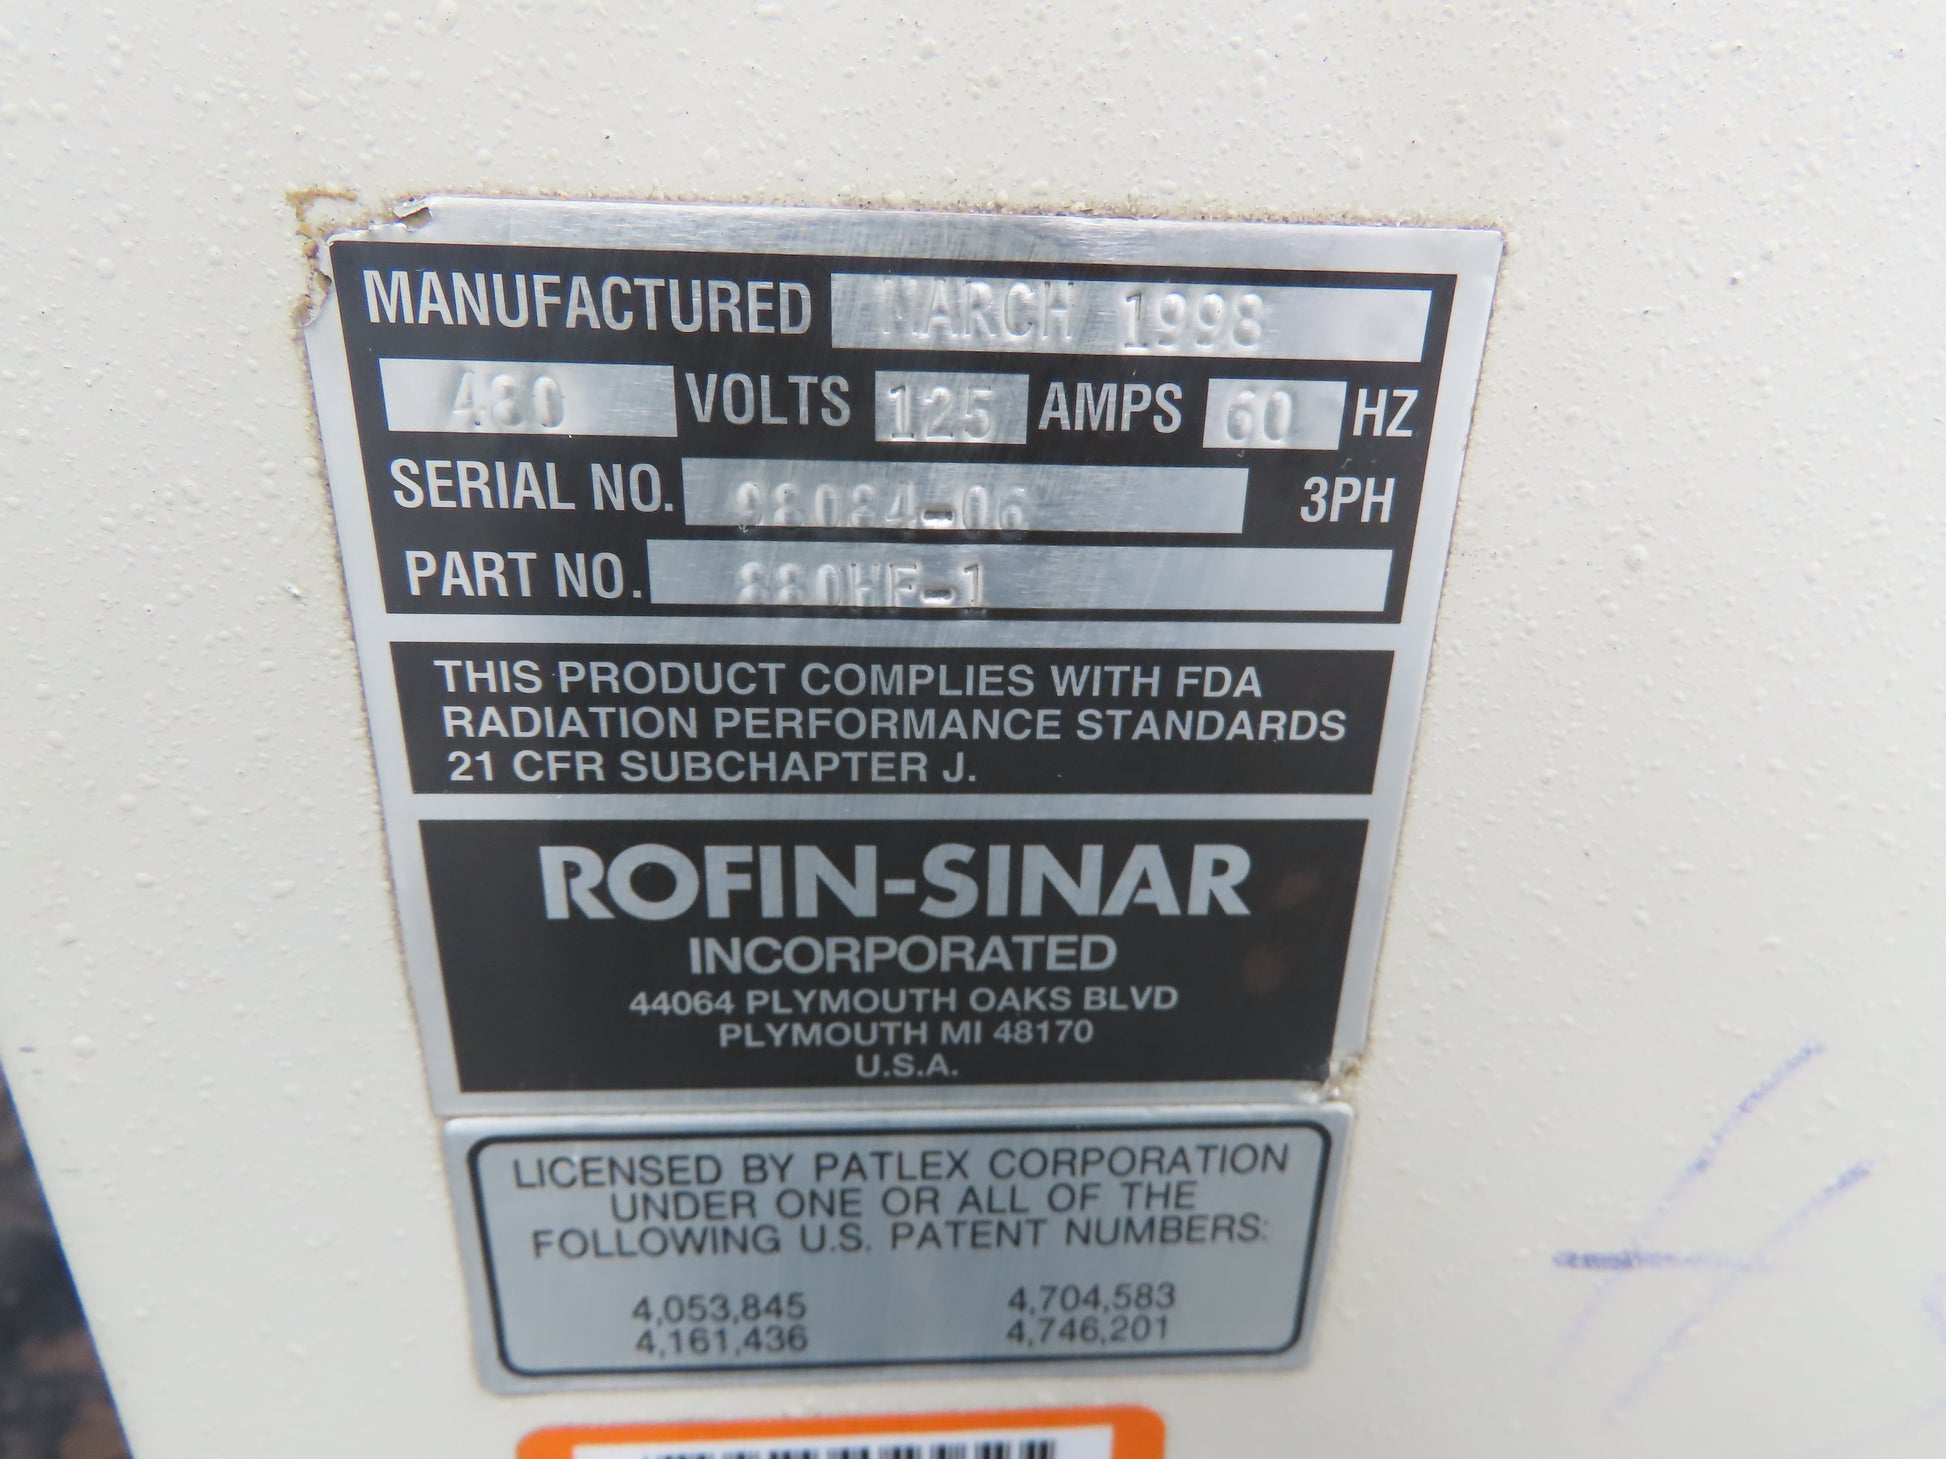 MANUFACTURED MARCH 1998
480 VOLTS 125 AMPS 60 HZ
SERIAL NO. 98084-06 3PH
PART NO. 880HF-1
THIS PRODUCT COMPLIES WITH FDA
RADIATION PERFORMANCE STANDARDS
21 CFR SUBCHAPTER J.
ROFIN-SINAR
INCORPORATED
44064 PLYMOUTH OAKS BLVD
PLYMOUTH MI 48170
U.S.A.
LICENSED BY PATLEX CORPORATION
UNDER ONE OR ALL OF THE
FOLLOWING U.S. PATENT NUMBERS:
4,053,845 4,704,583
4,161,436 4,746,201